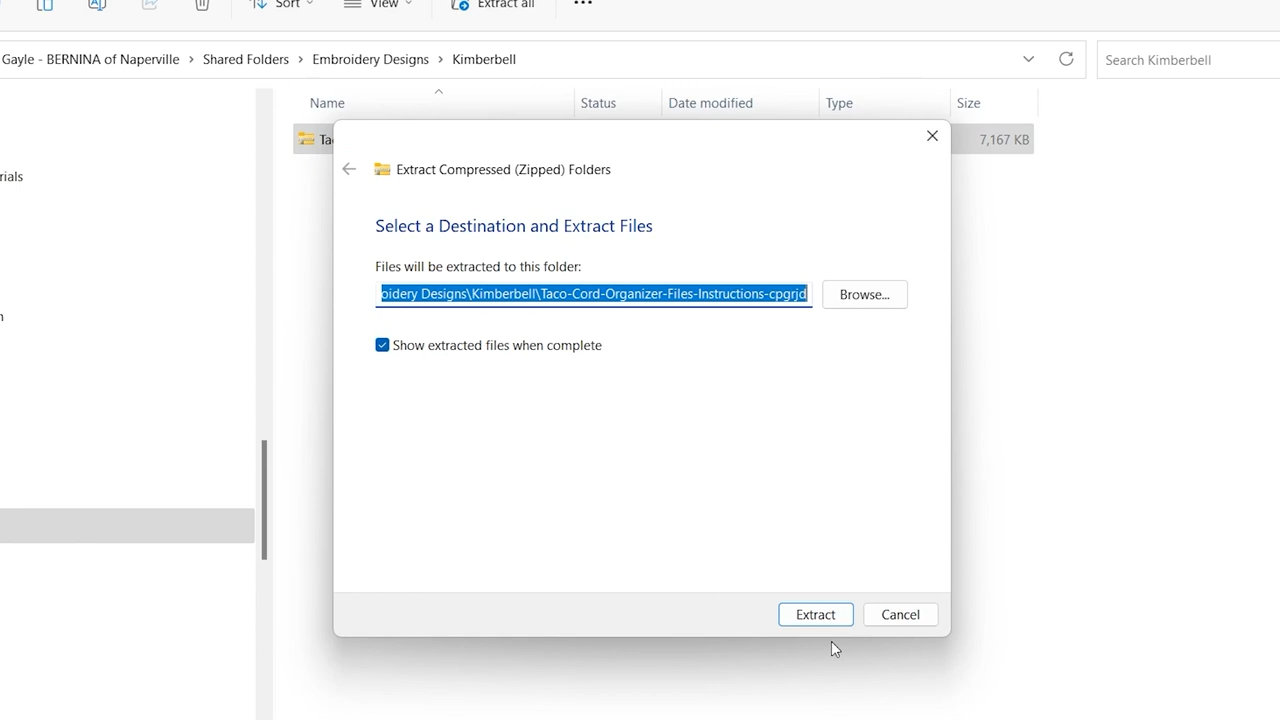 Sort View Extract all
Gayle - BERNINA of Naperville > Shared Folders > Embroidery Designs > Kimberbell
Search Kimberbell
Name Status Date modified Type Size
7,167 KB
Extract Compressed (Zipped) Folders
rials
Select a Destination and Extract Files
Files will be extracted to this folder:
oidery Designs\Kimberbell\Taco-Cord-Organizer-Files-Instructions-cpgrjd Browse...
Show extracted files when complete
Extract Cancel